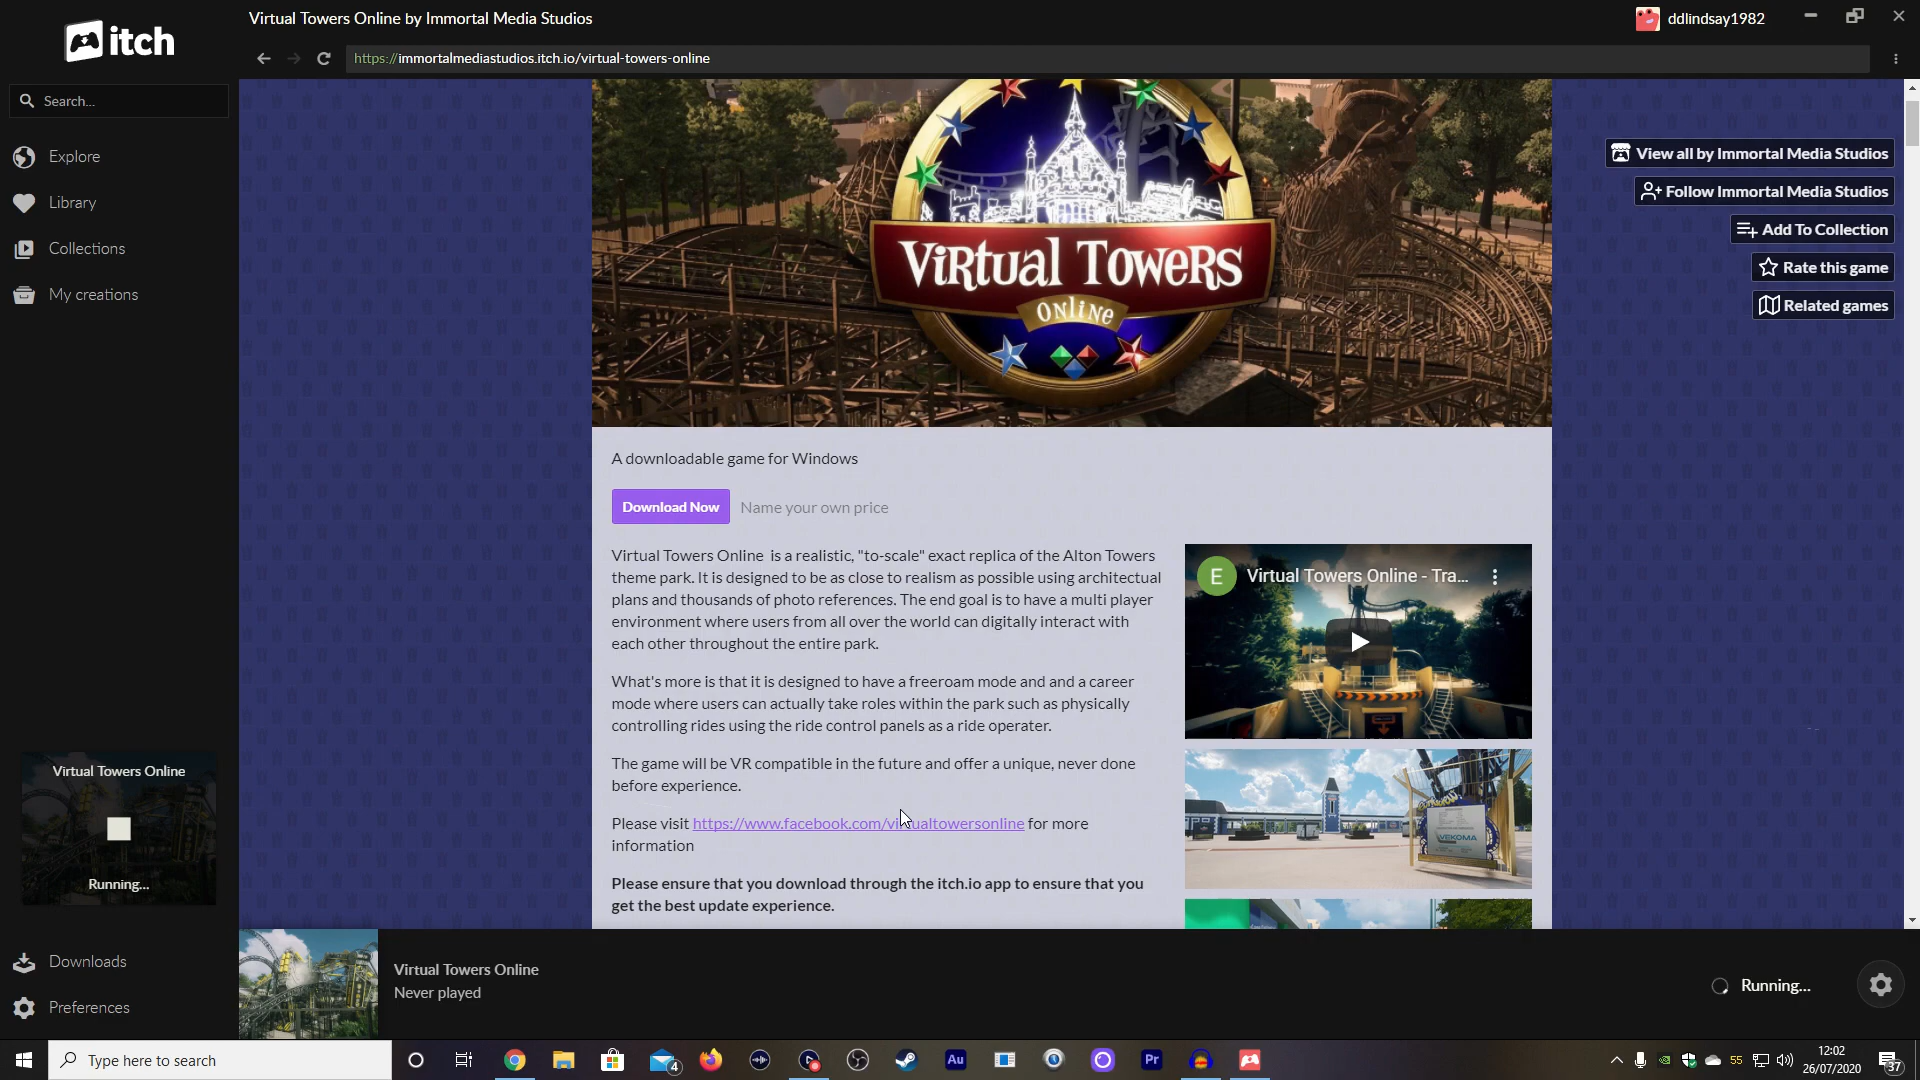 itch
Virtual Towers Online by Immortal Media Studios
ddlindsay1982
https://immortalmediastudios.itch.io/virtual-towers-online
Search...
Explore
Library
Collections
My creations
VIRTUAL TOWERS
ONLINE
View all by Immortal Media Studios
Follow Immortal Media Studios
Add To Collection
Rate this game
Related games
A downloadable game for Windows
Download Now Name your own price
Virtual Towers Online is a realistic, "to-scale" exact replica of the Alton Towers
theme park. It is designed to be as close to realism as possible using architectual
plans and thousands of photo references. The end goal is to have a multi player
environment where users from all over the world can digitally interact with
each other throughout the entire park.
What's more is that it is designed to have a freeroam mode and and a career
mode where users can actually take roles within the park such as physically
controlling rides using the ride control panels as a ride operater.
The game will be VR compatible in the future and offer a unique, never done
before experience.
Please visit https://www.facebook.com/virtualtowersonline for more
information
Please ensure that you download through the itch.io app to ensure that you
get the best update experience.
E Virtual Towers Online - Tra...
VEKOMA
Virtual Towers Online
Running...
Downloads
Preferences
Virtual Towers Online
Never played
Running...
Type here to search
4
Au
Pr
55
12:02
26/07/2020
37